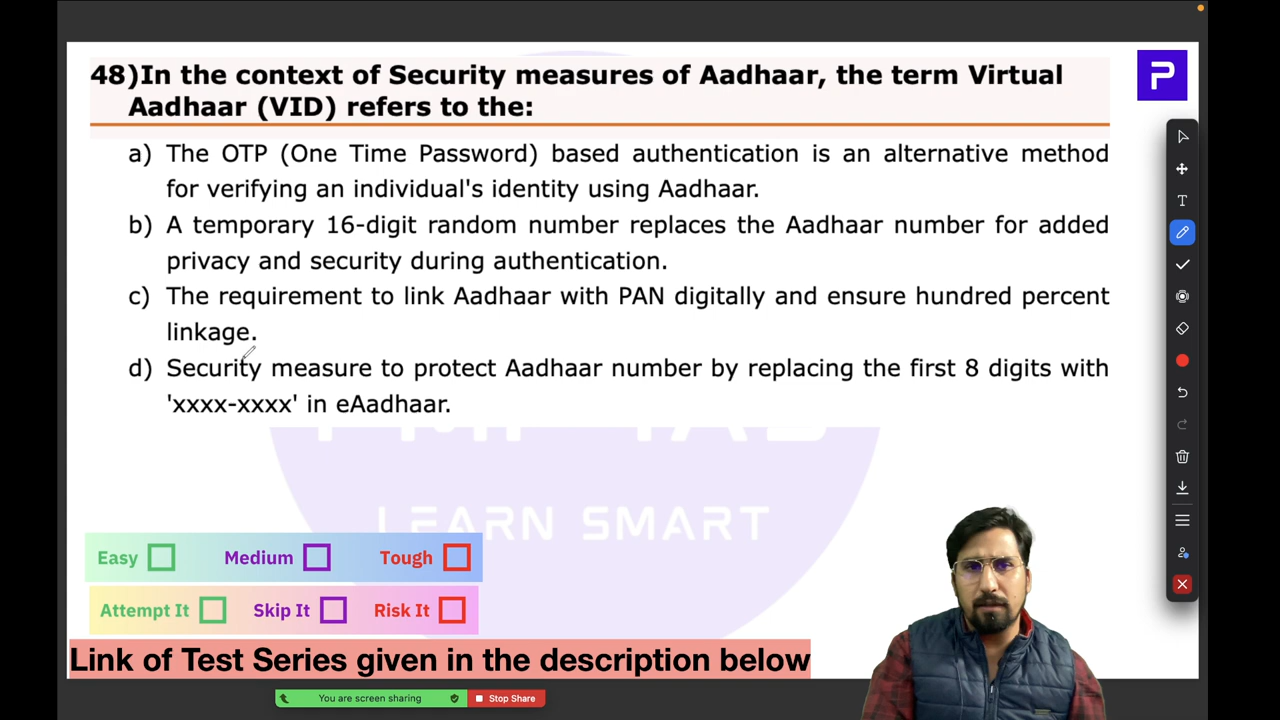 48)In the context of Security measures of Aadhaar, the term Virtual
Aadhaar (VID) refers to the:
P
a) The OTP (One Time Password) based authentication is an alternative method
for verifying an individual's identity using Aadhaar.
b) A temporary 16-digit random number replaces the Aadhaar number for added
privacy and security during authentication.
c) The requirement to link Aadhaar with PAN digitally and ensure hundred percent
linkage.
d) Security measure to protect Aadhaar number by replacing the first 8 digits with
'xxxx-xxxx' in eAadhaar.
LEARN SMART
Easy Medium Tough
Attempt It Skip It Risk It
Link of Test Series given in the description below
You are screen sharing Stop Share
T